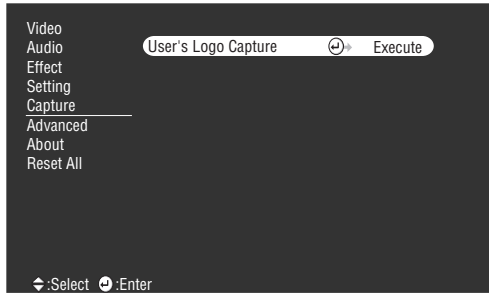 Video
Audio
User's Logo Capture Execute
Effect
Setting
Capture
Advanced
About
Reset All
:Select :Enter